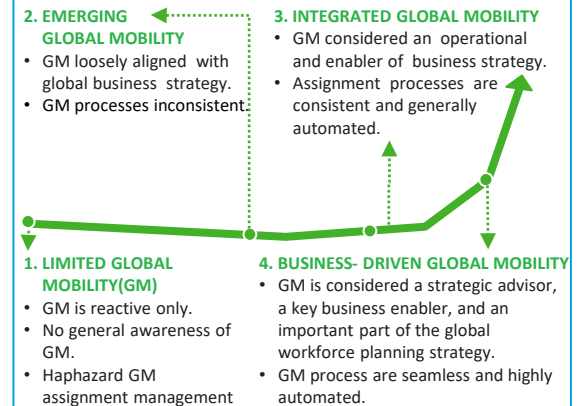 2. EMERGING
GLOBAL MOBILITY
• GM loosely aligned with
global business strategy.
• GM processes inconsistent.
3. INTEGRATED GLOBAL MOBILITY
• GM considered an operational
and enabler of business strategy.
• Assignment processes are
consistent and generally
automated.
1. LIMITED GLOBAL
MOBILITY(GM)
• GM is reactive only.
• No general awareness of
GM.
• Haphazard GM
assignment management
4. BUSINESS- DRIVEN GLOBAL MOBILITY
• GM is considered a strategic advisor,
a key business enabler, and an
important part of the global
workforce planning strategy.
• GM process are seamless and highly
automated.